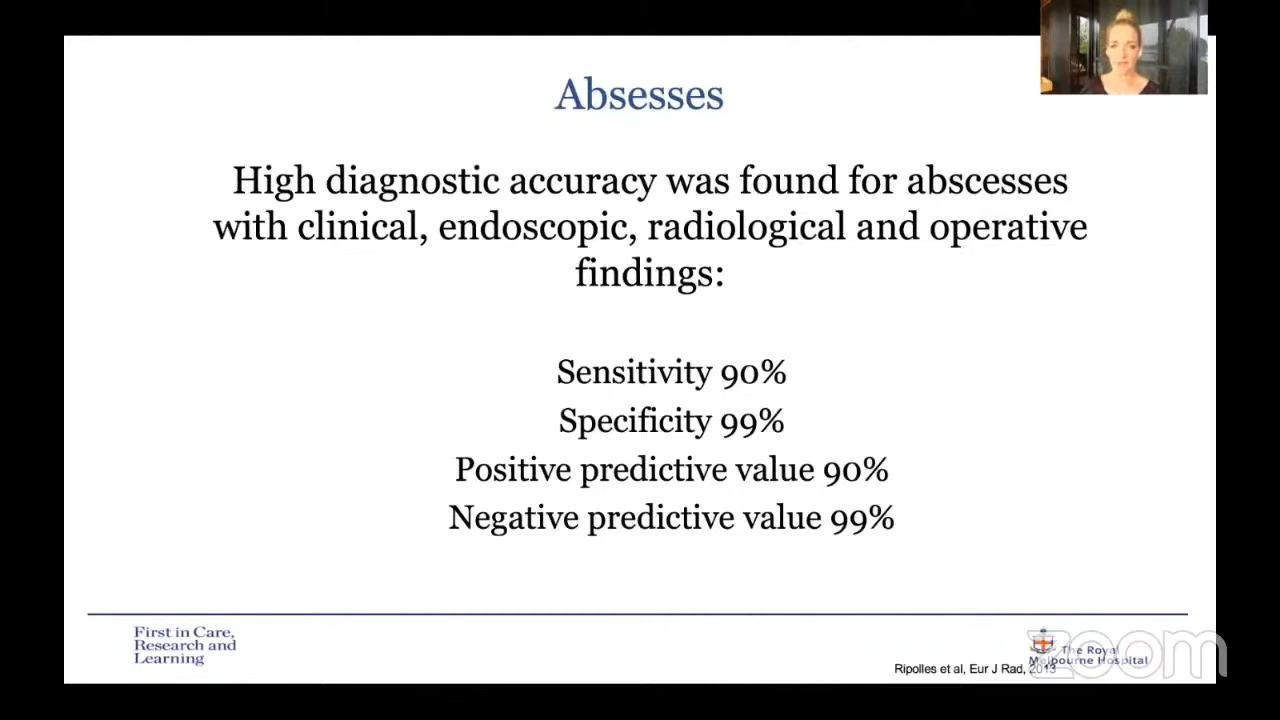 Absesses
High diagnostic accuracy was found for abscesses
with clinical, endoscopic, radiological and operative
findings:
Sensitivity 90%
Specificity 99%
Positive predictive value 90%
Negative predictive value 99%
First in Care,
Research and
Learning
The Royal
Melbourne Hospital
Ripolles et al, Eur J Rad, 2013
zoom